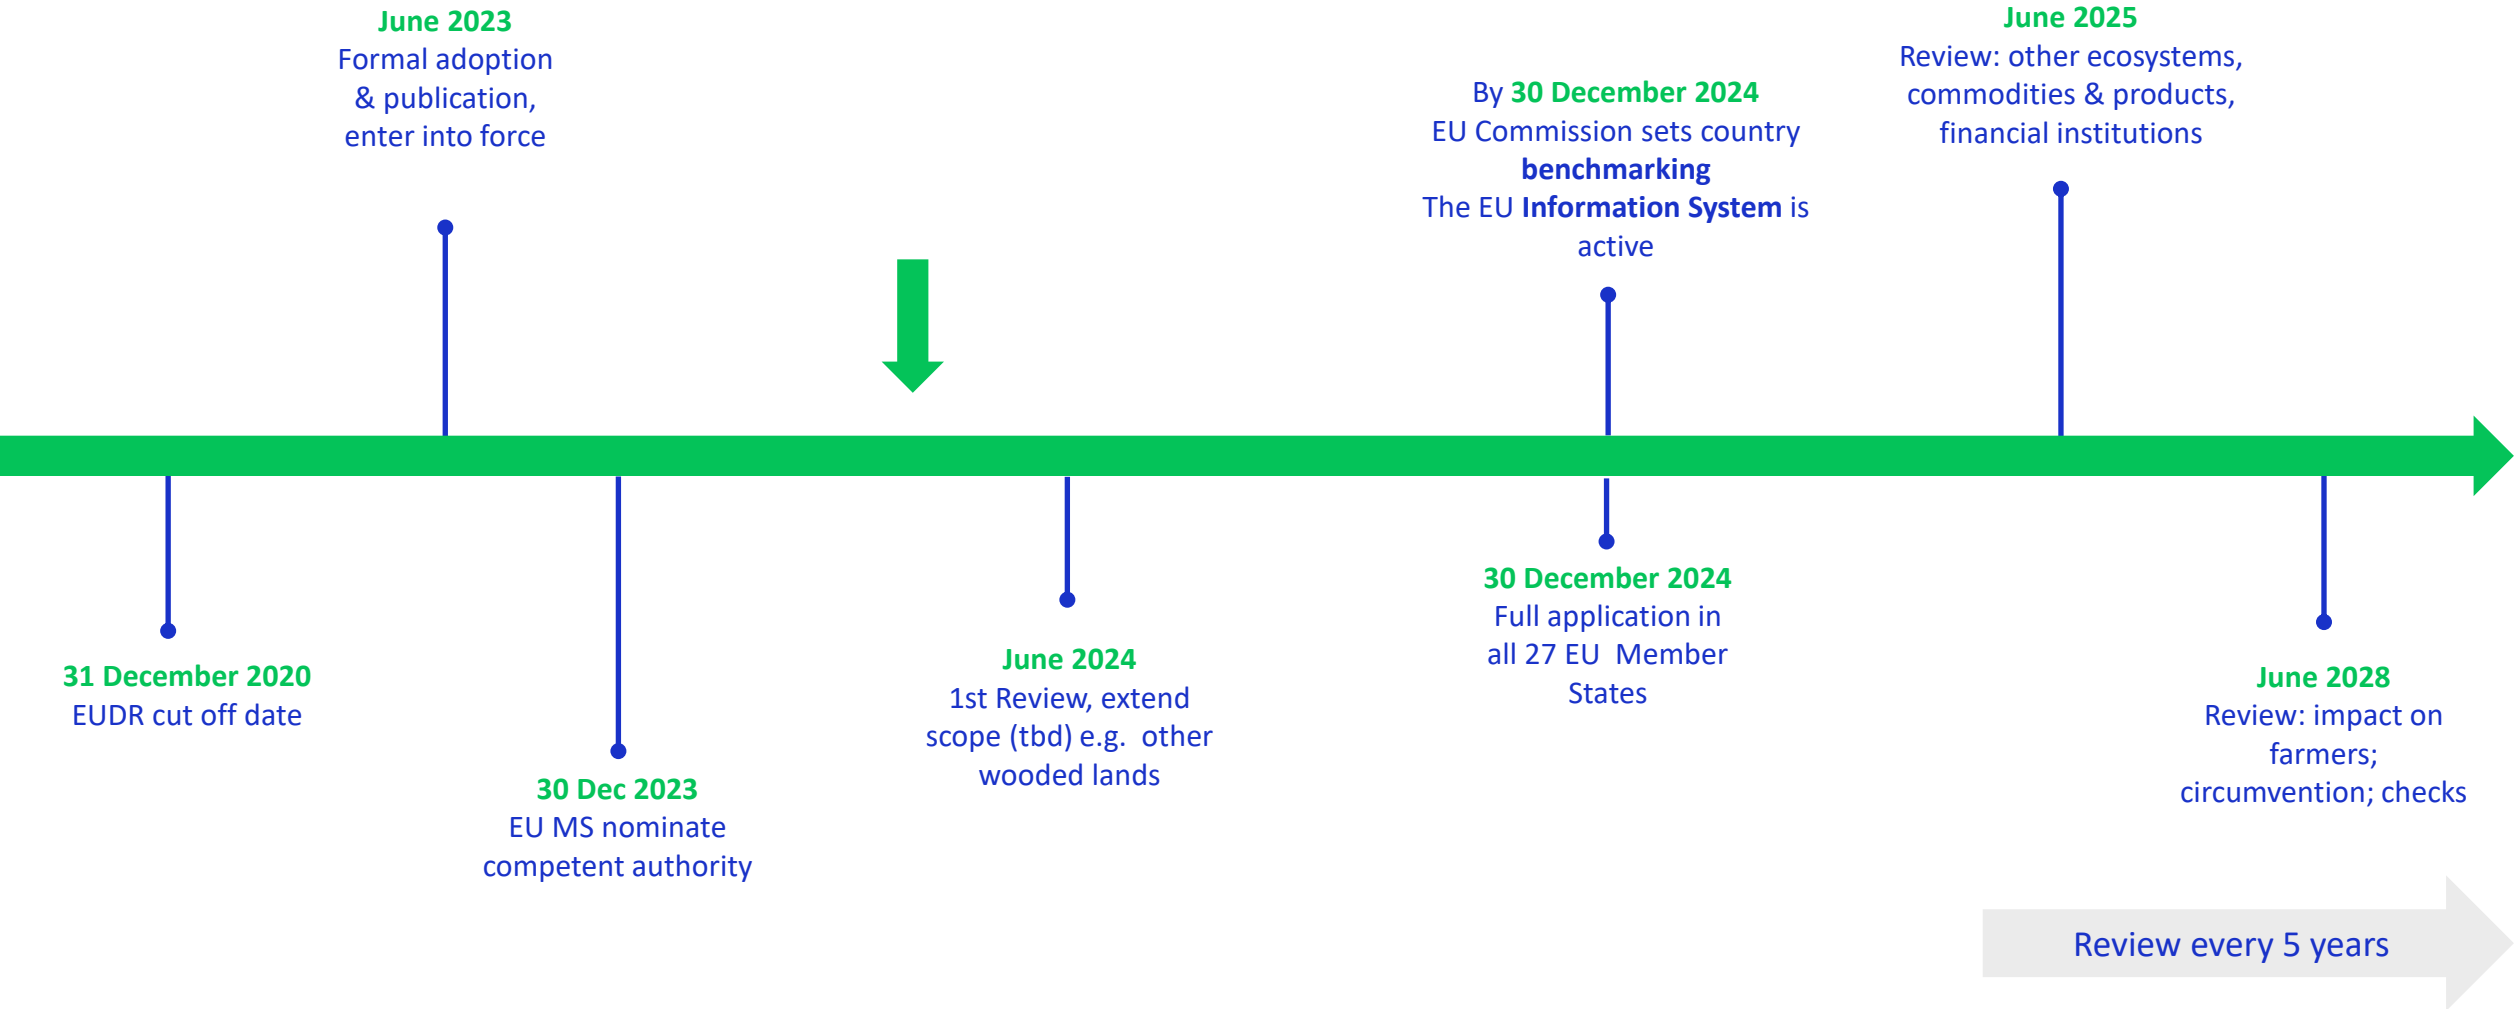 June 2023
Formal adoption
& publication,
enter into force
By 30 December 2024
EU Commission sets country
benchmarking
The EU Information System is
active
June 2025
Review: other ecosystems,
commodities & products,
financial institutions
31 December 2020
EUDR cut off date
30 Dec 2023
EU MS nominate
competent authority
June 2024
1st Review, extend
scope (tbd) e.g. other
wooded lands
30 December 2024
Full application in
all 27 EU Member
States
June 2028
Review: impact on
farmers;
circumvention; checks
Review every 5 years